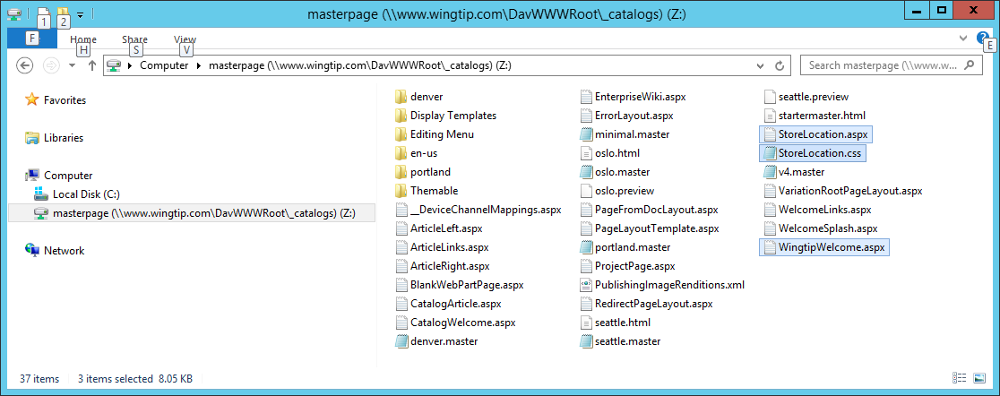 masterpage (\\www.wingtip.com\DavWWWRoot\_catalogs) (Z:)
1 2
F H S V E
Home Share View
Computer masterpage (\\www.wingtip.com\DavWWWRoot\_catalogs) (Z:)
Search masterpage (\\www.w...
Favorites
Libraries
Computer
Local Disk (C:)
masterpage (\\www.wingtip.com\DavWWWRoot\_catalogs) (Z:)
Network
denver
Display Templates
Editing Menu
en-us
portland
Themable
__DeviceChannelMappings.aspx
ArticleLeft.aspx
ArticleLinks.aspx
ArticleRight.aspx
BlankWebPartPage.aspx
CatalogArticle.aspx
CatalogWelcome.aspx
denver.master
EnterpriseWiki.aspx
ErrorLayout.aspx
minimal.master
oslo.html
oslo.master
oslo.preview
PageFromDocLayout.aspx
PageLayoutTemplate.aspx
portland.master
ProjectPage.aspx
PublishingImageRenditions.xml
RedirectPageLayout.aspx
seattle.html
seattle.master
seattle.preview
startermaster.html
StoreLocation.aspx
StoreLocation.css
v4.master
VariationRootPageLayout.aspx
WelcomeLinks.aspx
WelcomeSplash.aspx
WingtipWelcome.aspx
37 items 3 items selected 8.05 KB